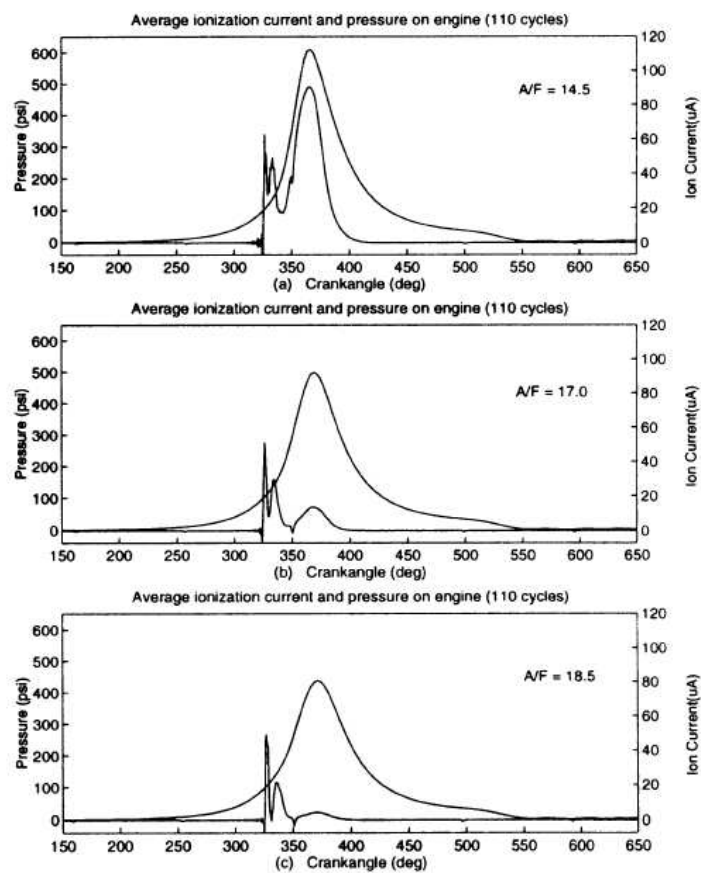 Average ionization current and pressure on engine (110 cycles)
600
500
400
300
200
100
0
Pressure (psi)
A/F = 14.5
120
100
80
60
40
20
0
Ion Current(uA)
150 200 250 300 350 400 450 500 550 600 650
(a) Crankangle (deg)
Average ionization current and pressure on engine (110 cycles)
600
500
400
300
200
100
0
Pressure (psi)
A/F = 17.0
120
100
80
60
40
20
0
Ion Current(uA)
150 200 250 300 350 400 450 500 550 600 650
(b) Crankangle (deg)
Average ionization current and pressure on engine (110 cycles)
600
500
400
300
200
100
0
Pressure (psi)
A/F = 18.5
120
100
80
60
40
20
0
Ion Current(uA)
150 200 250 300 350 400 450 500 550 600 650
(c) Crankangle (deg)